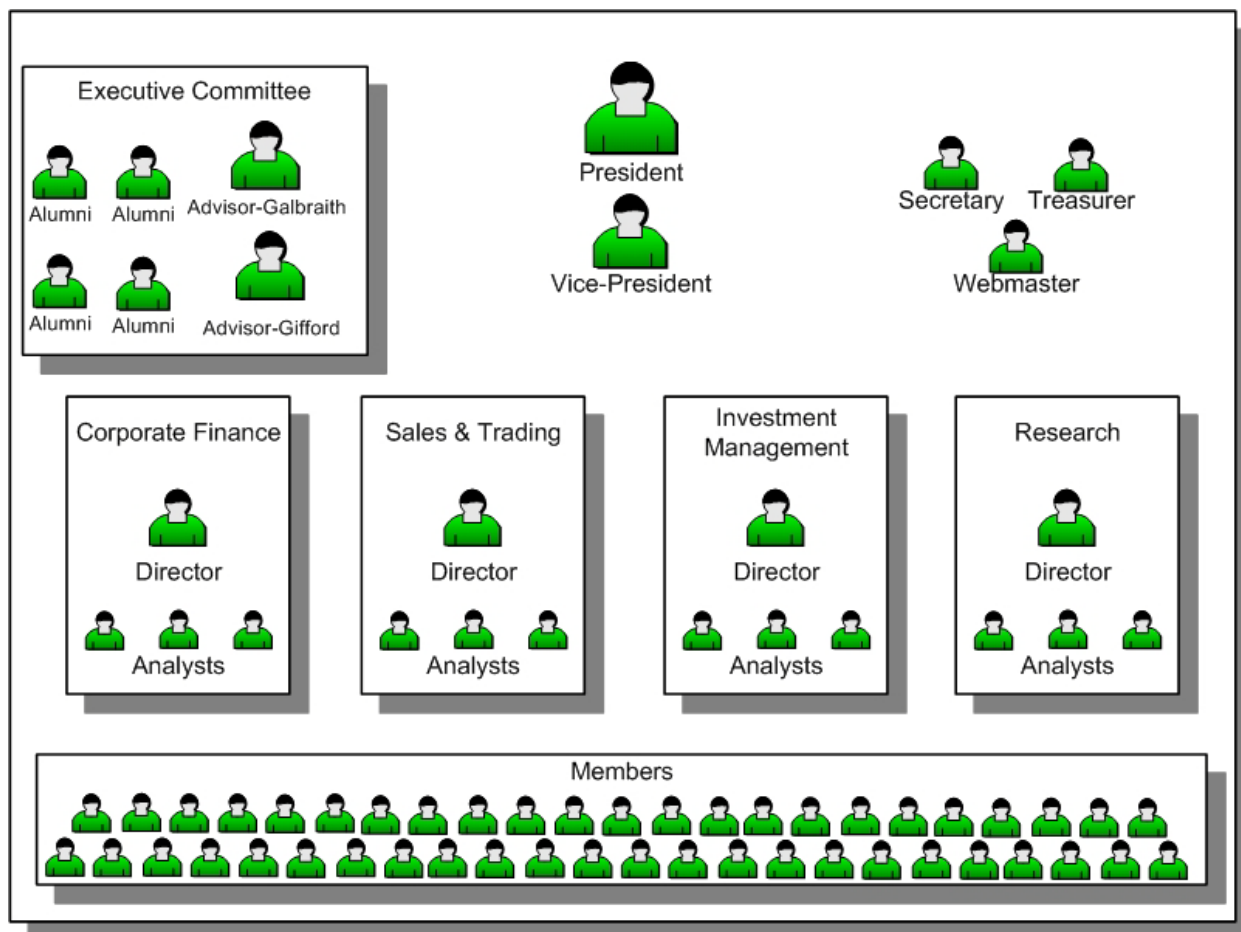 Executive Committee
Alumni
Alumni
Advisor-Galbraith
Alumni
Alumni
Advisor-Gifford
President
Vice-President
Secretary
Treasurer
Webmaster
Corporate Finance
Director
Analysts
Sales & Trading
Director
Analysts
Investment
Management
Director
Analysts
Research
Director
Analysts
Members